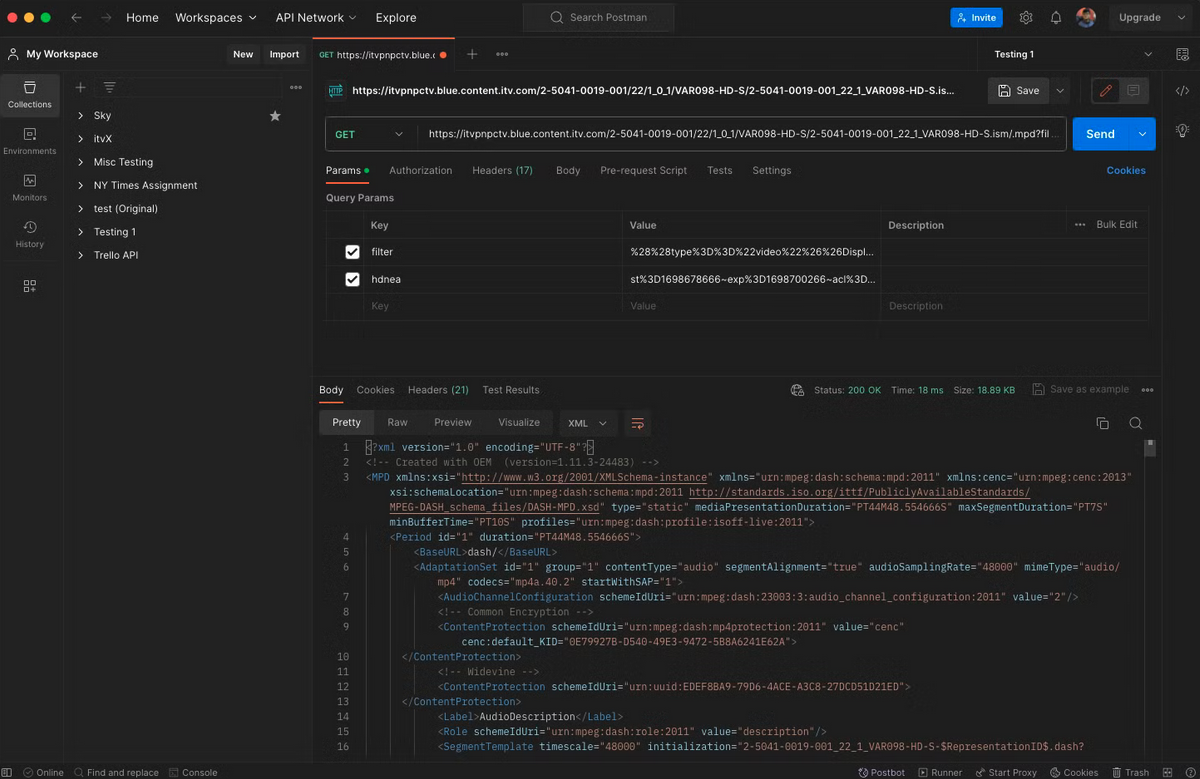 Home Workspaces API Network Explore Search Postman Invite Upgrade
My Workspace New Import GET https://itvpnpctv.blue.c Testing 1
Collections
Environments
Monitors
History
Sky
itvX
Misc Testing
NY Times Assignment
test (Original)
Testing 1
Trello API
HTTP https://itvpnpctv.blue.content.itv.com/2-5041-0019-001/22/1_0_1/VAR098-HD-S/2-5041-0019-001_22_1_VAR098-HD-S.is... Save
GET https://itvpnpctv.blue.content.itv.com/2-5041-0019-001/22/1_0_1/VAR098-HD-S/2-5041-0019-001_22_1_VAR098-HD-S.ism/.mpd?fil ... Send
Params Authorization Headers (17) Body Pre-request Script Tests Settings Cookies
Query Params
Key Value Description Bulk Edit
filter %28%28type%3D%3D%22video%22%26%26Displ...
hdnea st%3D1698678666~exp%3D1698700266~acl%3D...
Key Value Description
Body Cookies Headers (21) Test Results Status: 200 OK Time: 18 ms Size: 18.89 KB Save as example
Pretty Raw Preview Visualize XML
1 <?xml version="1.0" encoding="UTF-8"?>
2 <!-- Created with OEM  (version=1.11.3-24483) -->
3 <MPD xmlns:xsi="http://www.w3.org/2001/XMLSchema-instance" xmlns="urn:mpeg:dash:schema:mpd:2011" xmlns:cenc="urn:mpeg:cenc:2013"
xsi:schemaLocation="urn:mpeg:dash:schema:mpd:2011 http://standards.iso.org/ittf/PubliclyAvailableStandards/
MPEG-DASH_schema_files/DASH-MPD.xsd" type="static" mediaPresentationDuration="PT44M48.554666S" maxSegmentDuration="PT7S"
minBufferTime="PT10S" profiles="urn:mpeg:dash:profile:isoff-live:2011">
4 <Period id="1" duration="PT44M48.554666S">
5 <BaseURL>dash/</BaseURL>
6 <AdaptationSet id="1" group="1" contentType="audio" segmentAlignment="true" audioSamplingRate="48000" mimeType="audio/
mp4" codecs="mp4a.40.2" startWithSAP="1">
7 <AudioChannelConfiguration schemeIdUri="urn:mpeg:dash:23003:3:audio_channel_configuration:2011" value="2"/>
8 <!-- Common Encryption -->
9 <ContentProtection schemeIdUri="urn:mpeg:dash:mp4protection:2011" value="cenc"
cenc:default_KID="0E79927B-D540-49E3-9472-5B8A6241E62A">
10 </ContentProtection>
11 <!-- Widevine -->
12 <ContentProtection schemeIdUri="urn:uuid:EDEF8BA9-79D6-4ACE-A3C8-27DCD51D21ED">
13 </ContentProtection>
14 <Label>AudioDescription</Label>
15 <Role schemeIdUri="urn:mpeg:dash:role:2011" value="description"/>
16 <SegmentTemplate timescale="48000" initialization="2-5041-0019-001_22_1_VAR098-HD-S-$RepresentationID$.dash?
Online Find and replace Console Postbot Runner Start Proxy Cookies Trash